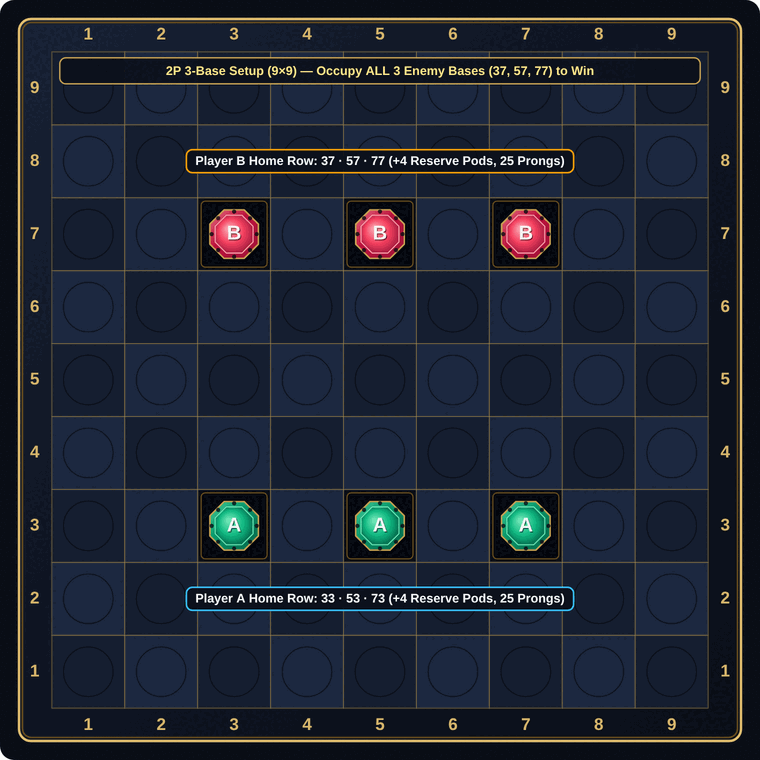 1 2 3 4 5 6 7 8 9
2P 3-Base Setup (9×9) — Occupy ALL 3 Enemy Bases (37, 57, 77) to Win
9 9
8 Player B Home Row: 37 · 57 · 77 (+4 Reserve Pods, 25 Prongs) 8
7 B B B 7
6 6
5 5
4 4
3 A A A 3
2 Player A Home Row: 33 · 53 · 73 (+4 Reserve Pods, 25 Prongs) 2
1 1
1 2 3 4 5 6 7 8 9